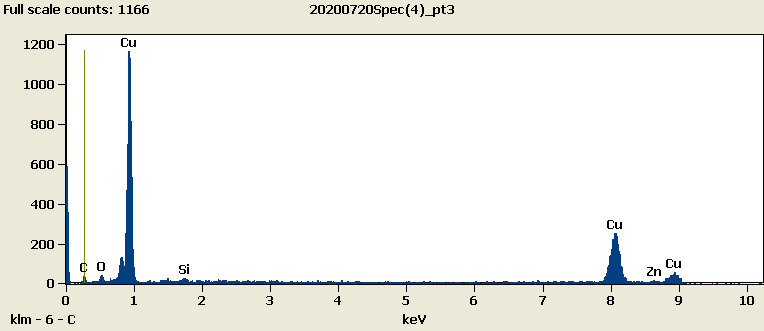 Full scale counts: 1166 20200720Spec(4)_pt3
1200
Cu
1000
800
600
400
Cu
200
C O Si Zn Cu
0
0 1 2 3 4 5 6 7 8 9 10
klm - 6 - C keV